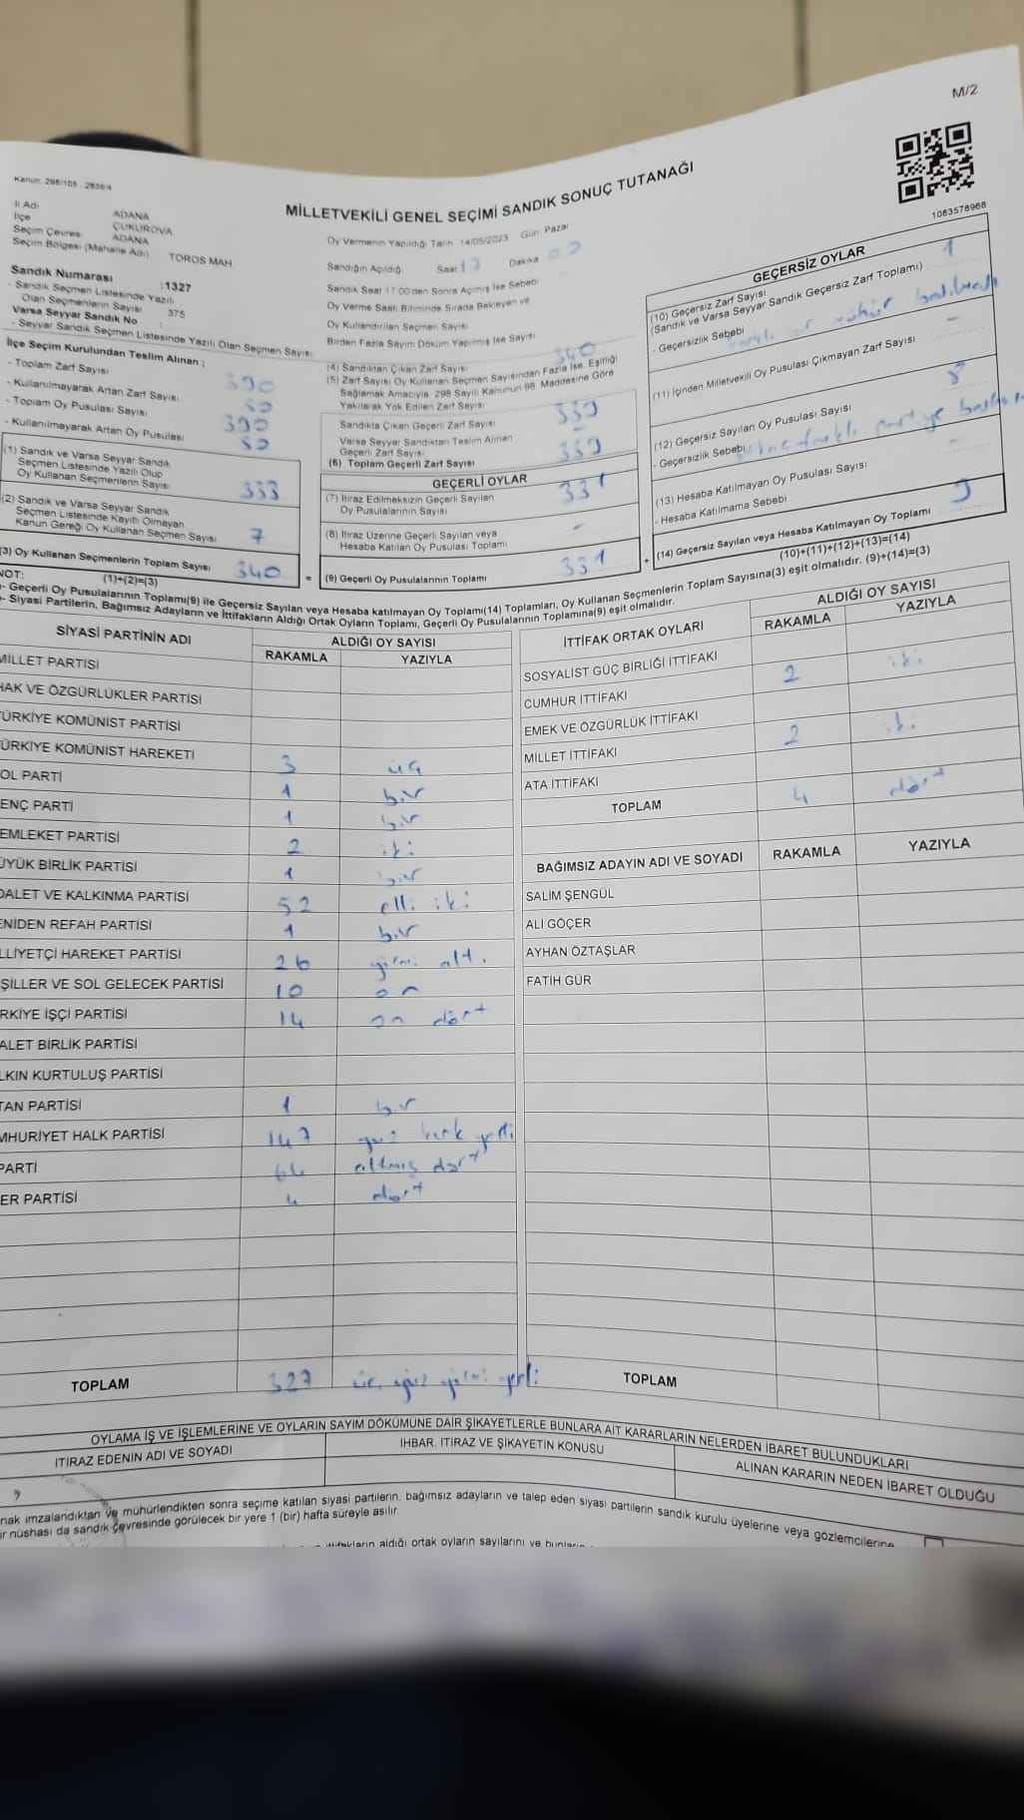 M/2
Kanun: 298/105 - 2839/4
MİLLETVEKİLİ GENEL SEÇİMİ SANDIK SONUÇ TUTANAĞI
1083578968
İl Adı ADANA
İlçe ÇUKUROVA
Seçim Çevresi ADANA
Seçim Bölgesi (Mahalle Adı) TOROS MAH
Sandık Numarası :1327
- Sandık Seçmen Listesinde Yazılı
Olan Seçmenlerin Sayısı 375
Varsa Seyyar Sandık No :
- Seyyar Sandık Seçmen Listesinde Yazılı Olan Seçmen Sayısı
İlçe Seçim Kurulundan Teslim Alınan ;
- Toplam Zarf Sayısı 390
- Kullanılmayarak Artan Zarf Sayısı 50
- Toplam Oy Pusulası Sayısı 390
- Kullanılmayarak Artan Oy Pusulası 50
(1) Sandık ve Varsa Seyyar Sandık
Seçmen Listesinde Yazılı Olup
Oy Kullanan Seçmenlerin Sayısı 333
(2) Sandık ve Varsa Seyyar Sandık
Seçmen Listesinde Kayıtlı Olmayan
Kanun Gereği Oy Kullanan Seçmen Sayısı 7
(3) Oy Kullanan Seçmenlerin Toplam Sayısı 340
(1)+(2)=(3)
Oy Vermenin Yapıldığı Tarih: 14/05/2023 Gün: Pazar
Sandığın Açıldığı Saat 17 Dakika 00
Sandık Saat 17:00'den Sonra Açılmış İse Sebebi
Oy Verme Saati Bitiminde Sırada Bekleyen ve
Oy Kullandırılan Seçmen Sayısı
Birden Fazla Sayım Döküm Yapılmış İse Sayısı
(4) Sandıktan Çıkan Zarf Sayısı 340
(5) Zarf Sayısı Oy Kullanan Seçmen Sayısından Fazla İse, Eşitliği
Sağlamak Amacıyla, 298 Sayılı Kanunun 98. Maddesine Göre
Yakılarak Yok Edilen Zarf Sayısı
Sandıkta Çıkan Geçerli Zarf Sayısı 339
Varsa Seyyar Sandıktan Teslim Alınan
Geçerli Zarf Sayısı -
(6) Toplam Geçerli Zarf Sayısı 339
GEÇERLİ OYLAR
(7) İtiraz Edilmeksizin Geçerli Sayılan
Oy Pusulalarının Sayısı 331
(8) İtiraz Üzerine Geçerli Sayılan veya
Hesaba Katılan Oy Pusulası Toplamı -
= (9) Geçerli Oy Pusulalarının Toplamı 331
GEÇERSİZ OYLAR
(10) Geçersiz Zarf Sayısı
(Sandık ve Varsa Seyyar Sandık Geçersiz Zarf Toplamı) 1
- Geçersizlik Sebebi mühür
(11) İçinden Milletvekili Oy Pusulası Çıkmayan Zarf Sayısı -
(12) Geçersiz Sayılan Oy Pusulası Sayısı 8
- Geçersizlik Sebebi partiye
(13) Hesaba Katılmayan Oy Pusulası Sayısı
- Hesaba Katılmama Sebebi
+ (14) Geçersiz Sayılan veya Hesaba Katılmayan Oy Toplamı 9
(10)+(11)+(12)+(13)=(14)
NOT:
- Geçerli Oy Pusulalarının Toplamı(9) ile Geçersiz Sayılan veya Hesaba katılmayan Oy Toplamı(14) Toplamları, Oy Kullanan Seçmenlerin Toplam Sayısına(3) eşit olmalıdır. (9)+(14)=(3)
- Siyasi Partilerin, Bağımsız Adayların ve İttifakların Aldığı Ortak Oyların Toplamı, Geçerli Oy Pusulalarının Toplamına(9) eşit olmalıdır.
SİYASİ PARTİNİN ADI ALDIĞI OY SAYISI
RAKAMLA YAZIYLA
MİLLET PARTİSİ
HAK VE ÖZGÜRLÜKLER PARTİSİ
TÜRKİYE KOMÜNİST PARTİSİ
ÜRKİYE KOMÜNİST HAREKETİ 3 üç
OL PARTİ 1 bir
ENÇ PARTİ 1 bir
EMLEKET PARTİSİ 2 iki
ÜYÜK BİRLİK PARTİSİ 1 bir
DALET VE KALKINMA PARTİSİ 52 elli iki
ENİDEN REFAH PARTİSİ 1 bir
LLİYETÇİ HAREKET PARTİSİ 26 yirmi altı
ŞİLLER VE SOL GELECEK PARTİSİ 10 on
RKİYE İŞÇİ PARTİSİ 14 on dört
ALET BİRLİK PARTİSİ
LKIN KURTULUŞ PARTİSİ
TAN PARTİSİ 1 bir
MHURİYET HALK PARTİSİ 147 yüz kırk yedi
PARTİ 64 altmış dört
ER PARTİSİ 4 dört
TOPLAM 327 üç yüz yirmi yedi
İTTİFAK ORTAK OYLARI ALDIĞI OY SAYISI
RAKAMLA YAZIYLA
SOSYALİST GÜÇ BİRLİĞİ İTTİFAKI
CUMHUR İTTİFAKI 2 iki
EMEK VE ÖZGÜRLÜK İTTİFAKI
MİLLET İTTİFAKI 2 iki
ATA İTTİFAKI
TOPLAM 4 dört
BAĞIMSIZ ADAYIN ADI VE SOYADI RAKAMLA YAZIYLA
SALİM ŞENGÜL
ALİ GÖÇER
AYHAN ÖZTAŞLAR
FATİH GÜR
TOPLAM
OYLAMA İŞ VE İŞLEMLERİNE VE OYLARIN SAYIM DÖKÜMÜNE DAİR ŞİKAYETLERLE BUNLARA AİT KARARLARIN NELERDEN İBARET BULUNDUKLARI
İTİRAZ EDENİN ADI VE SOYADI İHBAR, İTİRAZ VE ŞİKAYETİN KONUSU ALINAN KARARIN NEDEN İBARET OLDUĞU
nak imzalandıktan ve mühürlendikten sonra seçime katılan siyasi partilerin, bağımsız adayların ve talep eden siyasi partilerin sandık kurulu üyelerine veya gözlemcilerine
ir nüshası da sandık çevresinde görülecek bir yere 1 (bir) hafta süreyle asılır.
ittifakların aldığı ortak oyların sayılarını ve